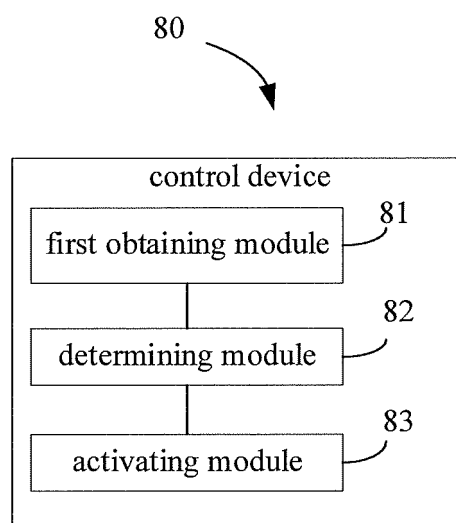 80
control device
first obtaining module
81
determining module
82
activating module
83